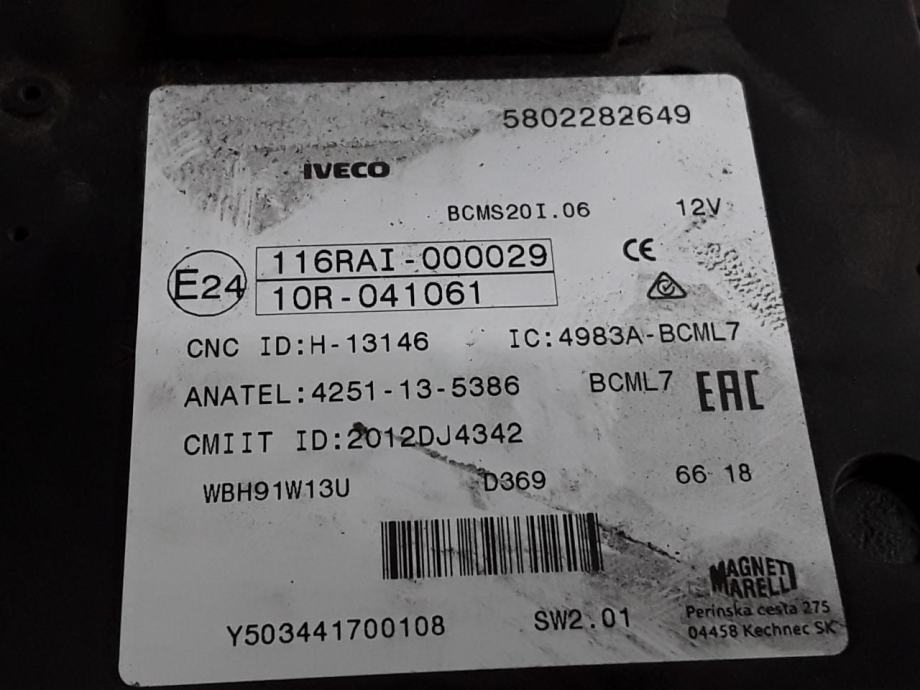 5802282649
IVECO
BCMS20I.06 12V
E24 116RAI-000029 CE
10R-041061
CNC ID:H-13146 IC:4983A-BCML7
ANATEL:4251-13-5386 BCML7 EAC
CMIIT ID:2012DJ4342
WBH91W13U D369 66 18
MAGNETI
MARELLI
Perinska cesta 275
Y503441700108 SW2.01 04458 Kechnec SK